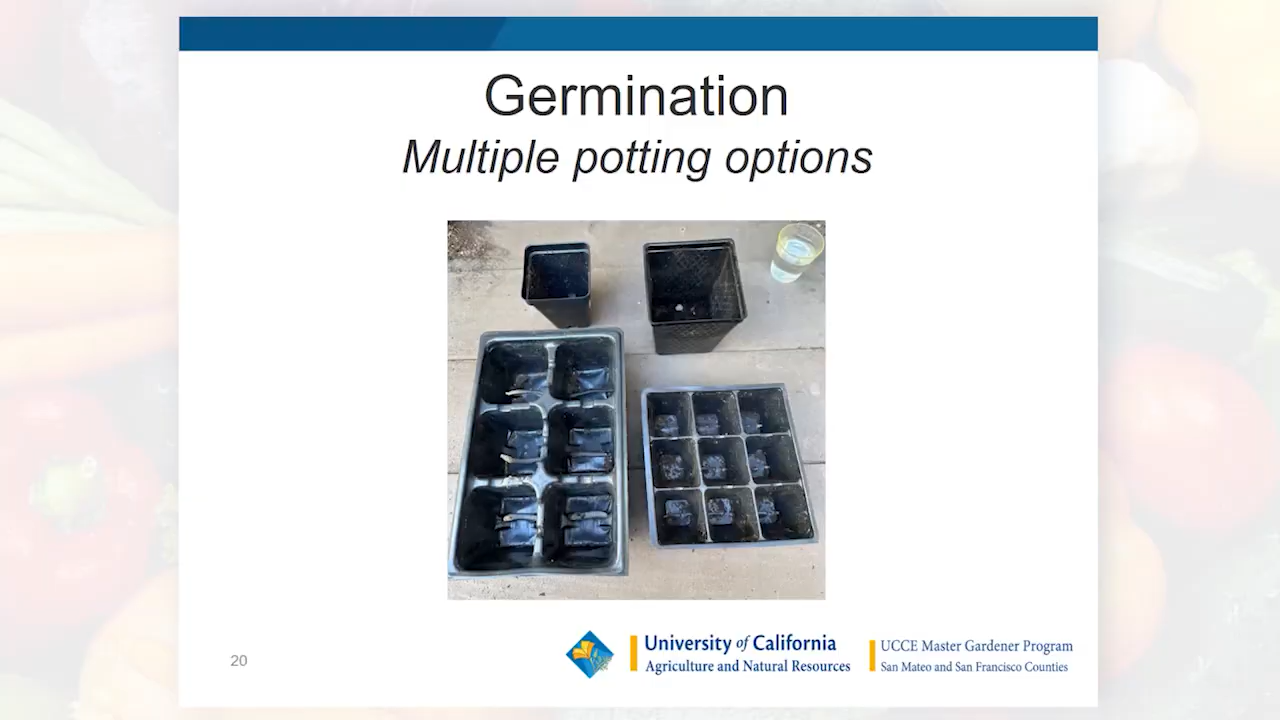 Germination
Multiple potting options
20
University of California
Agriculture and Natural Resources
UCCE Master Gardener Program
San Mateo and San Francisco Counties